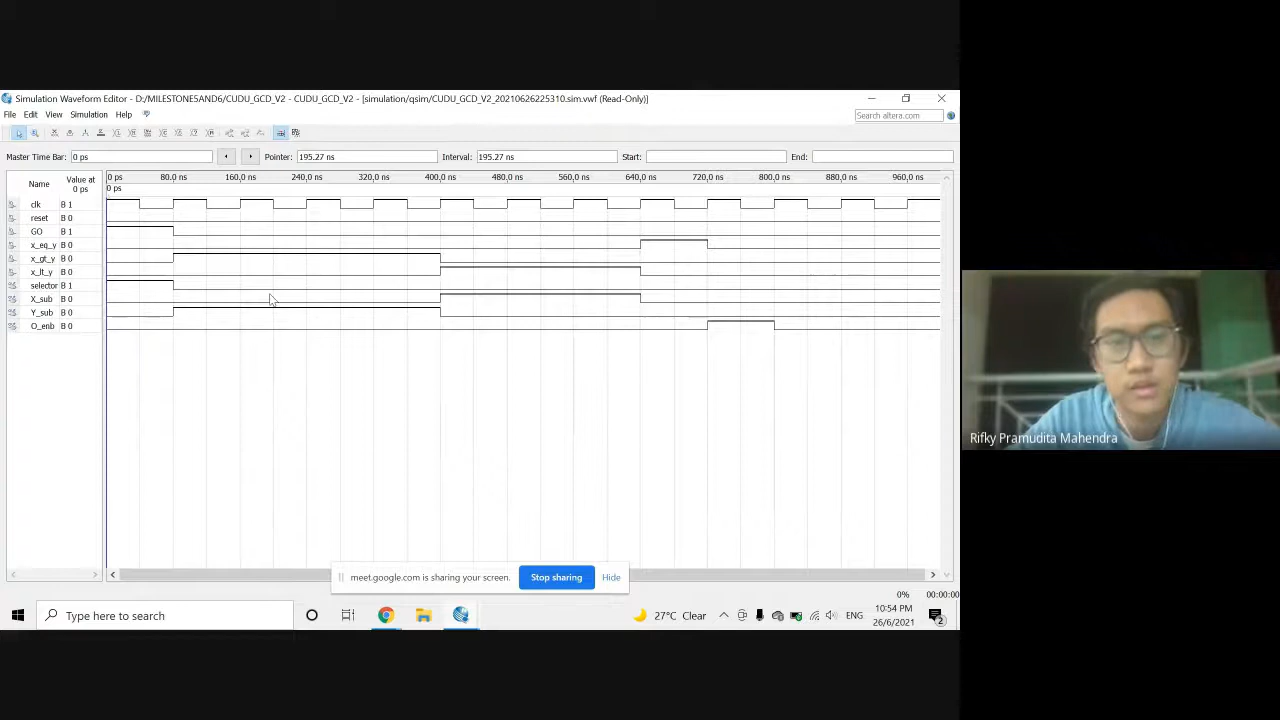 Simulation Waveform Editor - D:/MILESTONE5AND6/CUDU_GCD_V2 - CUDU_GCD_V2 - [simulation/qsim/CUDU_GCD_V2_20210626225310.sim.vwf (Read-Only)]
File Edit View Simulation Help
Search altera.com
Master Time Bar: 0 ps Pointer: 195.27 ns Interval: 195.27 ns Start: End:
Name Value at 0 ps
0 ps 80.0 ns 160.0 ns 240.0 ns 320.0 ns 400.0 ns 480.0 ns 560.0 ns 640.0 ns 720.0 ns 800.0 ns 880.0 ns 960.0 ns
0 ps
clk B 1
reset B 0
GO B 1
x_eq_y B 0
x_gt_y B 0
x_lt_y B 0
selector B 1
X_sub B 0
Y_sub B 0
O_enb B 0
Rifky Pramudita Mahendra
meet.google.com is sharing your screen. Stop sharing Hide
0% 00:00:00
Type here to search
27°C Clear
ENG
10:54 PM
26/6/2021
2